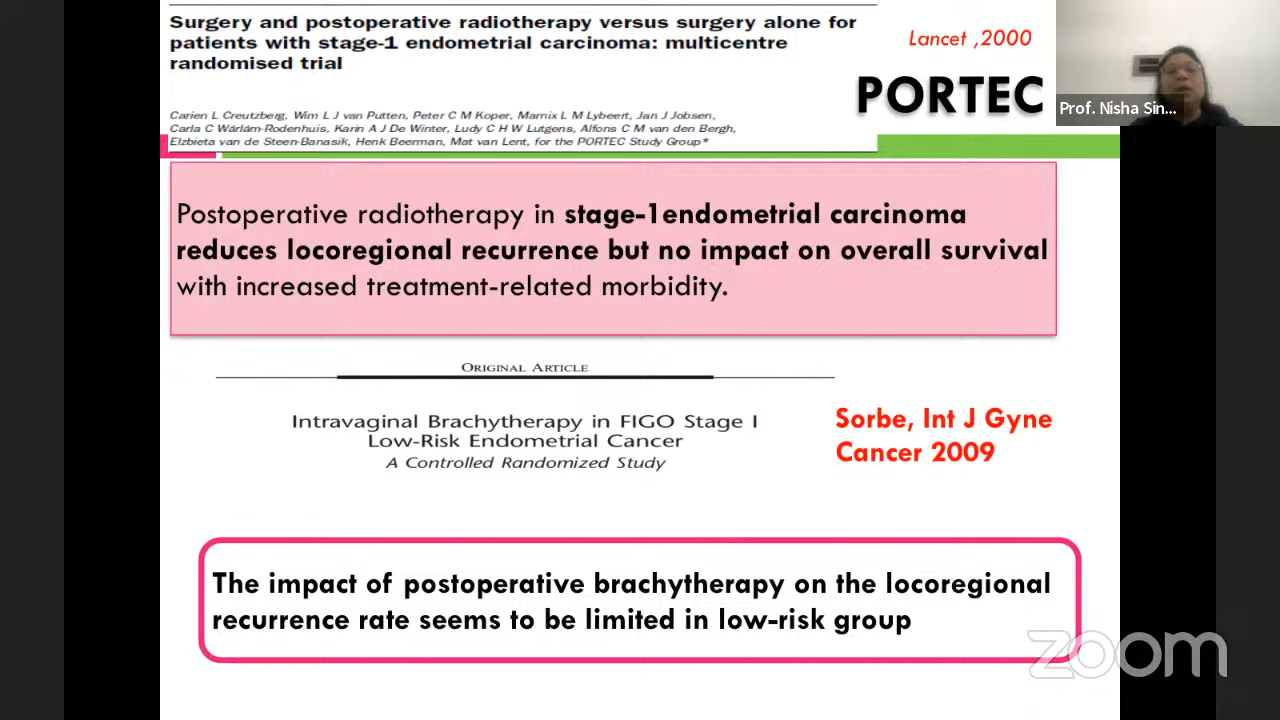 Surgery and postoperative radiotherapy versus surgery alone for
patients with stage-1 endometrial carcinoma: multicentre
randomised trial
Lancet ,2000
PORTEC
Prof. Nisha Sin...
Carien L Creutzberg, Wim L J van Putten, Peter C M Koper, Marnix L M Lybeert, Jan J Jobsen,
Carla C Wárlám-Rodenhuis, Karin A J De Winter, Ludy C H W Lutgens, Alfons C M van den Bergh,
Elzbieta van de Steen-Banasik, Henk Beerman, Mat van Lent, for the PORTEC Study Group*
Postoperative radiotherapy in stage-1endometrial carcinoma
reduces locoregional recurrence but no impact on overall survival
with increased treatment-related morbidity.
ORIGINAL ARTICLE
Intravaginal Brachytherapy in FIGO Stage I
Low-Risk Endometrial Cancer
A Controlled Randomized Study
Sorbe, Int J Gyne
Cancer 2009
The impact of postoperative brachytherapy on the locoregional
recurrence rate seems to be limited in low-risk group
zoom